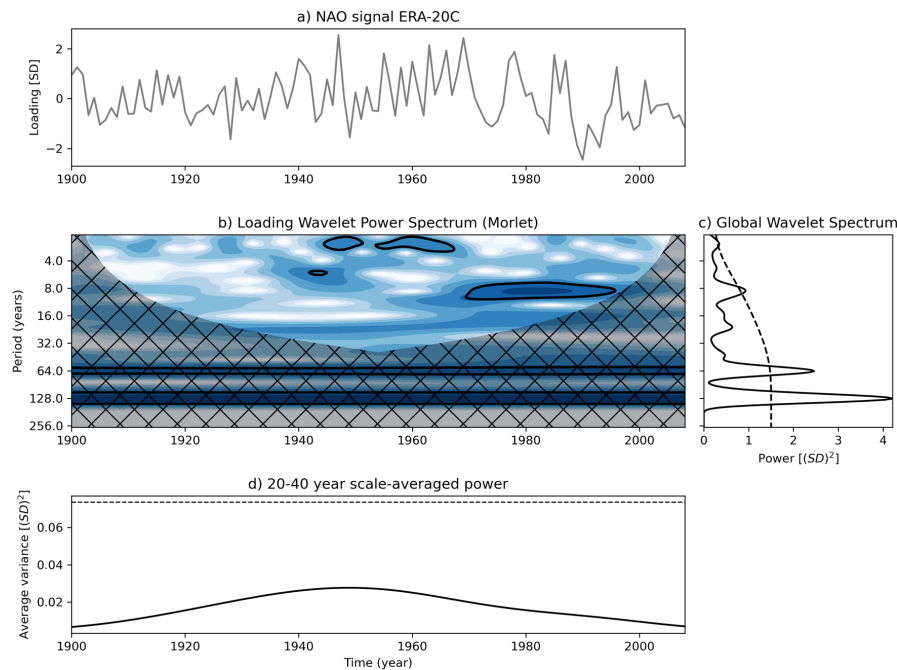 a) NAO signal ERA-20C
Loading [SD]
2
0
−2
1900 1920 1940 1960 1980 2000
b) Loading Wavelet Power Spectrum (Morlet)
Period (years)
4.0
8.0
16.0
32.0
64.0
128.0
256.0
1900 1920 1940 1960 1980 2000
c) Global Wavelet Spectrum
0 1 2 3 4
Power [(SD)²]
d) 20-40 year scale-averaged power
Average variance [(SD)²]
0.06
0.04
0.02
1900 1920 1940 1960 1980 2000
Time (year)